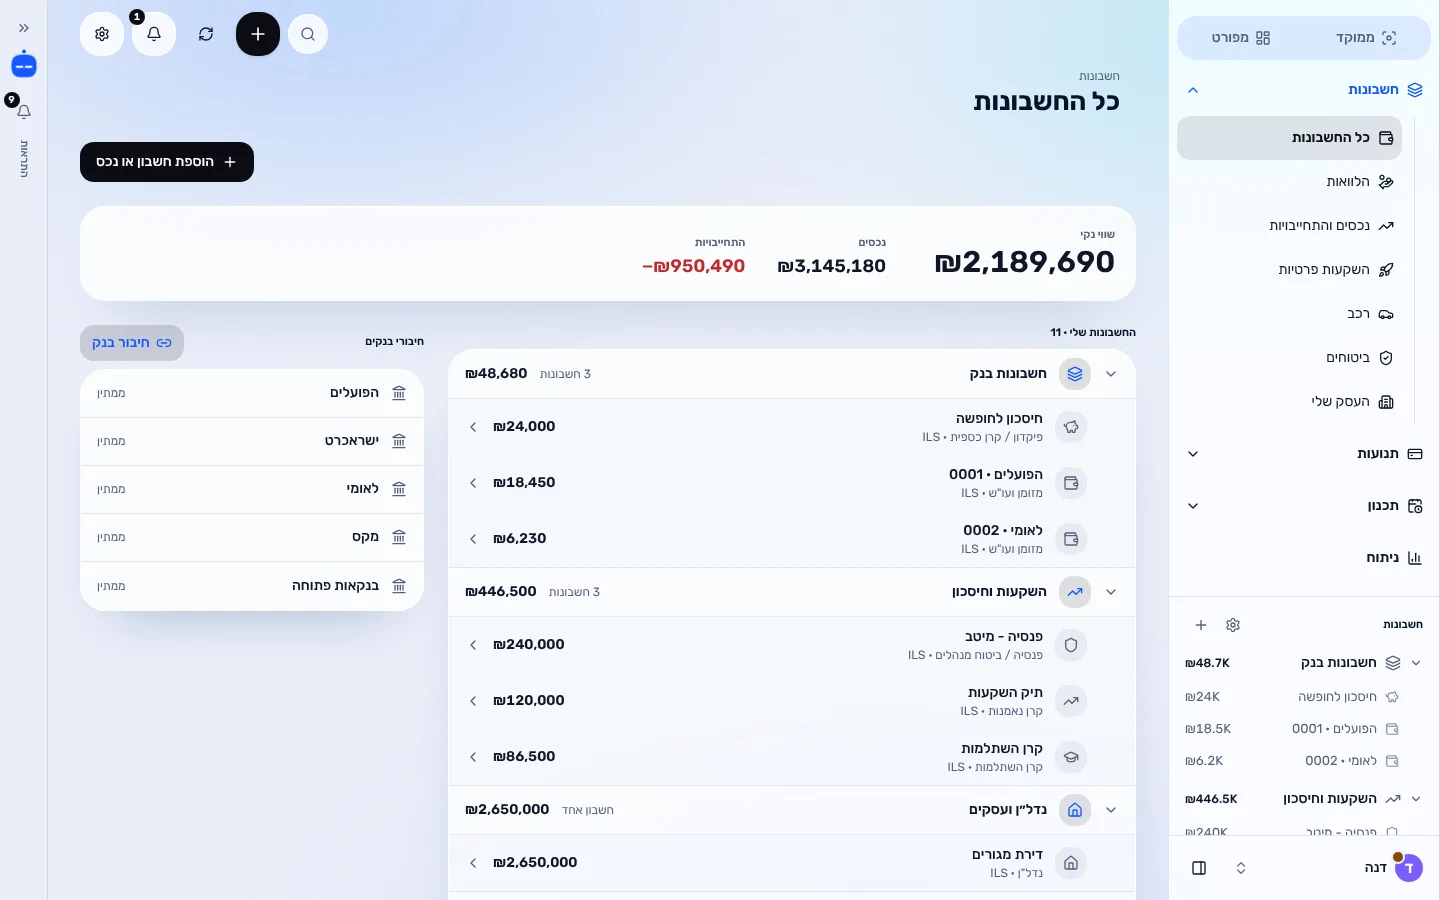 ממוקד
מפורט
חשבונות
כל החשבונות
הלוואות
נכסים והתחייבויות
השקעות פרטיות
רכב
ביטוחים
העסק שלי
תנועות
תכנון
ניתוח
חשבונות
חשבונות בנק ₪48.7K
חיסכון לחופשה ₪24K
הפועלים • 0001 ₪18.5K
לאומי • 0002 ₪6.2K
השקעות וחיסכון ₪446.5K
פנסיה - מיטב ₪240K
ד
דנה
1
חשבונות
כל החשבונות
הוספת חשבון או נכס
שווי נקי
₪2,189,690
נכסים
₪3,145,180
התחייבויות
−₪950,490
החשבונות שלי • 11
חשבונות בנק 3 חשבונות ₪48,680
חיסכון לחופשה ₪24,000
פיקדון / קרן כספית • ILS
הפועלים • 0001 ₪18,450
מזומן ועו"ש • ILS
לאומי • 0002 ₪6,230
מזומן ועו"ש • ILS
השקעות וחיסכון 3 חשבונות ₪446,500
פנסיה - מיטב ₪240,000
פנסיה / ביטוח מנהלים • ILS
תיק השקעות ₪120,000
קרן נאמנות • ILS
קרן השתלמות ₪86,500
קרן השתלמות • ILS
נדל״ן ועסקים חשבון אחד ₪2,650,000
דירת מגורים ₪2,650,000
נדל"ן • ILS
חיבורי בנקים
חיבור בנק
הפועלים ממתין
ישראכרט ממתין
לאומי ממתין
מקס ממתין
בנקאות פתוחה ממתין
9
התראות